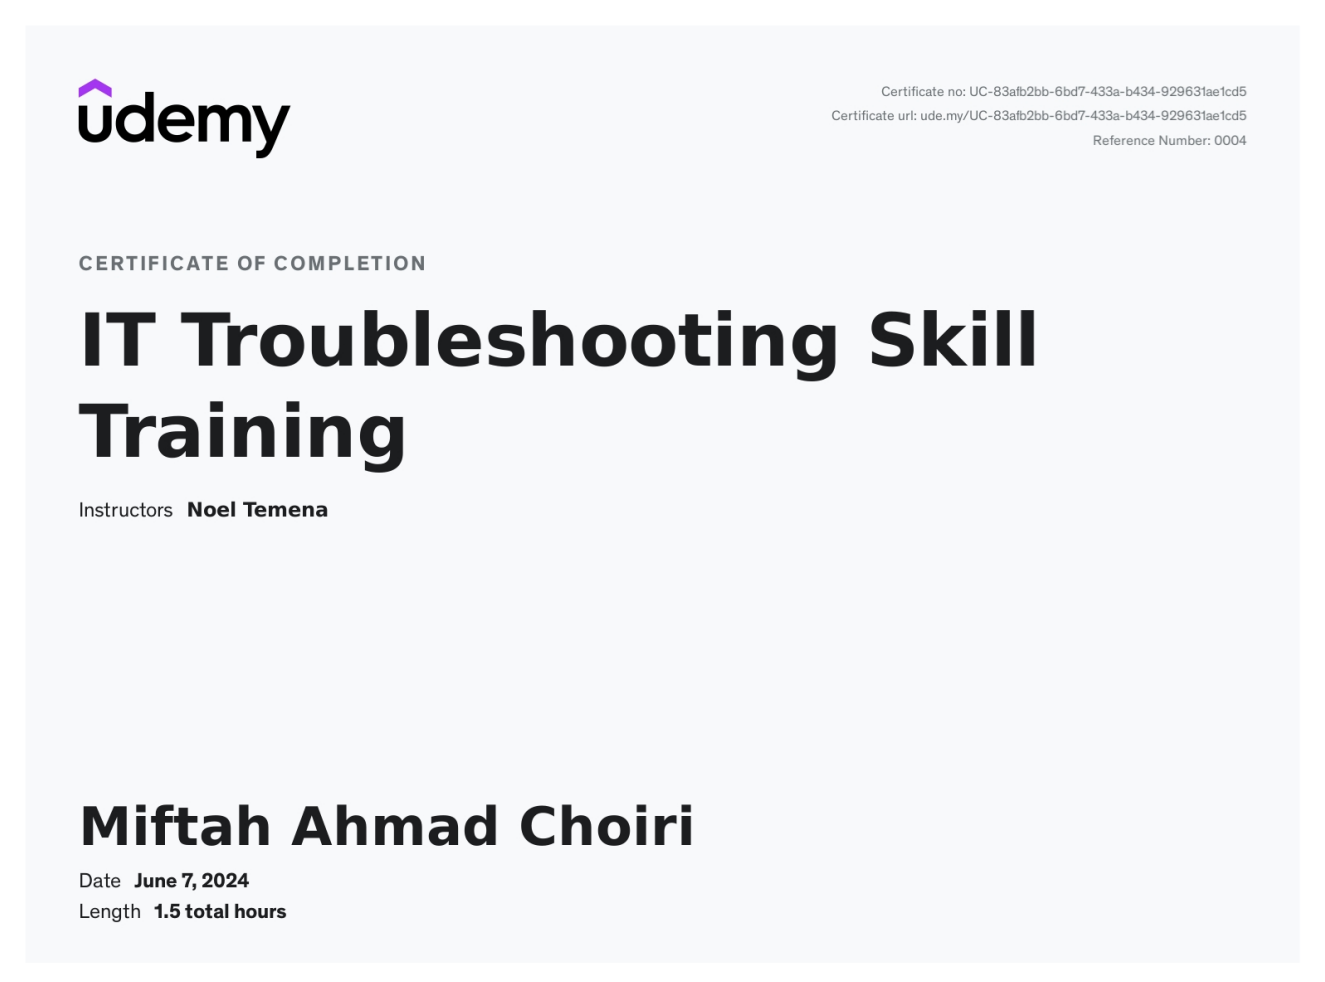 udemy
Certificate no: UC-83afb2bb-6bd7-433a-b434-929631ae1cd5
Certificate url: ude.my/UC-83afb2bb-6bd7-433a-b434-929631ae1cd5
Reference Number: 0004
CERTIFICATE OF COMPLETION
IT Troubleshooting Skill
Training
Instructors Noel Temena
Miftah Ahmad Choiri
Date June 7, 2024
Length 1.5 total hours